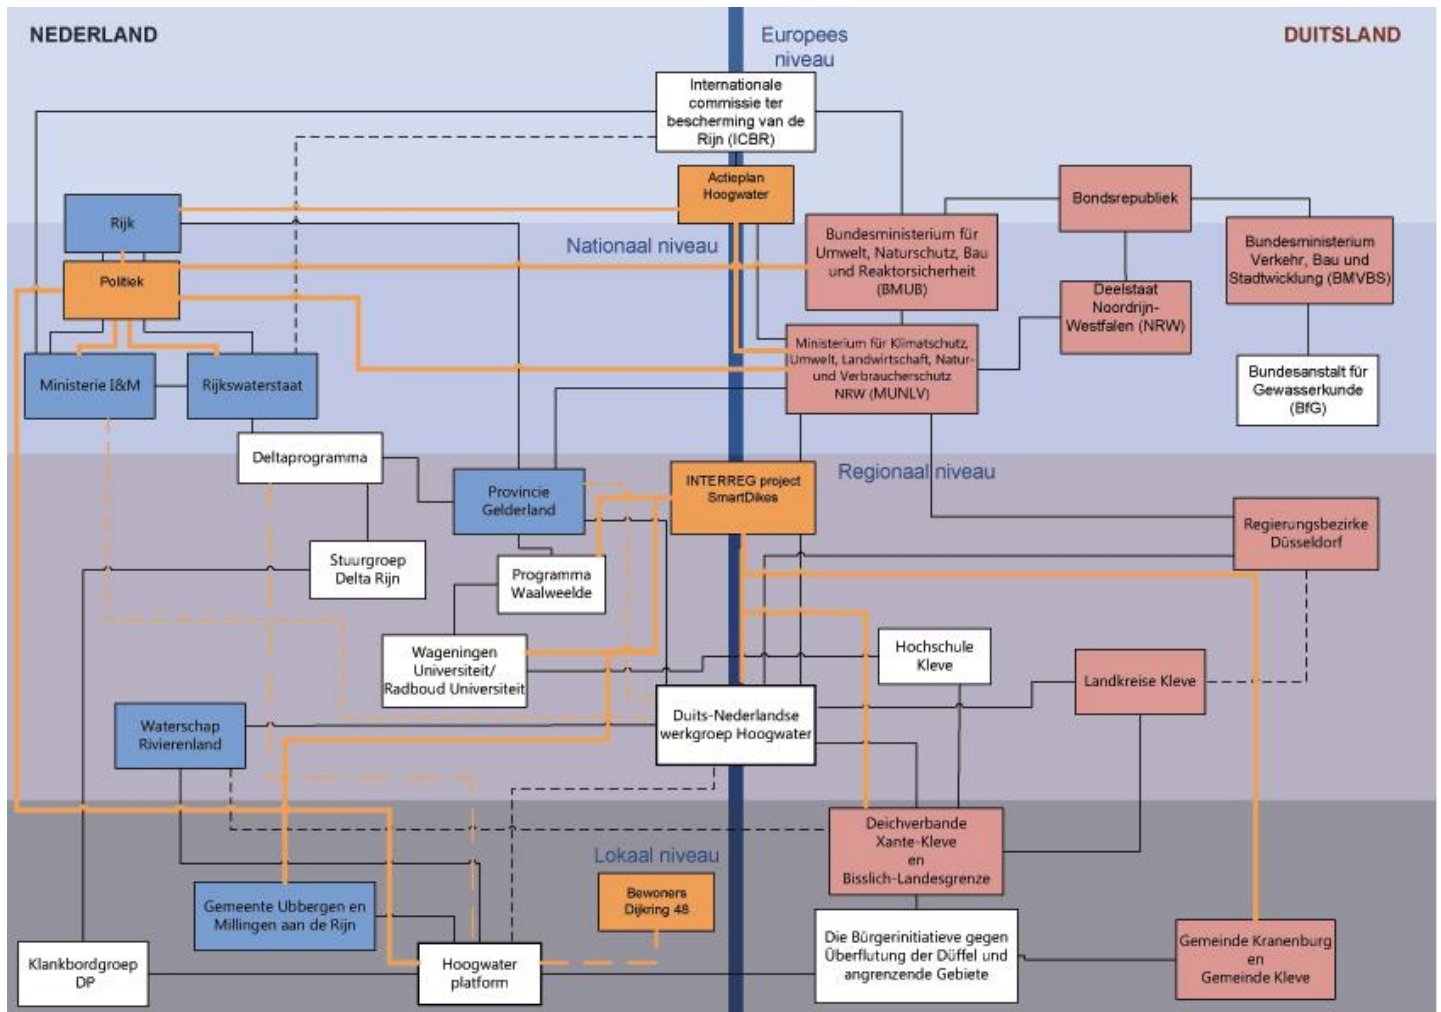 NEDERLAND
Europees
niveau
DUITSLAND
Internationale
commissie ter
bescherming van de
Rijn (ICBR)
Actieplan
Hoogwater
Bondsrepubliek
Rijk
Nationaal niveau
Bundesministerium für
Umwelt, Naturschutz, Bau
und Reaktorsicherheit
(BMUB)
Bundesministerium
Verkehr, Bau und
Stadtwicklung (BMVBS)
Politiek
Deelstaat
Noordrijn-
Westfalen (NRW)
Ministerie I&M
Rijkswaterstaat
Ministerium für Klimatschutz,
Umwelt, Landwirtschaft, Natur-
und Verbraucherschutz
NRW (MUNLV)
Bundesanstalt für
Gewasserkunde
(BfG)
Deltaprogramma
Regionaal niveau
Provincie
Gelderland
INTERREG project
SmartDikes
Regierungsbezirke
Düsseldorf
Stuurgroep
Delta Rijn
Programma
Waalweelde
Wageningen
Universiteit/
Radboud Universiteit
Hochschule
Kleve
Landkreise Kleve
Waterschap
Rivierenland
Duits-Nederlandse
werkgroep Hoogwater
Deichverbande
Xante-Kleve
en
Bisslich-Landesgrenze
Lokaal niveau
Bewoners
Dijkring 48
Gemeente Ubbergen en
Millingen aan de Rijn
Klankbordgroep
DP
Hoogwater
platform
Die Bürgerinitiatieve gegen
Überflutung der Düffel und
angrenzende Gebiete
Gemeinde Kranenburg
en
Gemeinde Kleve